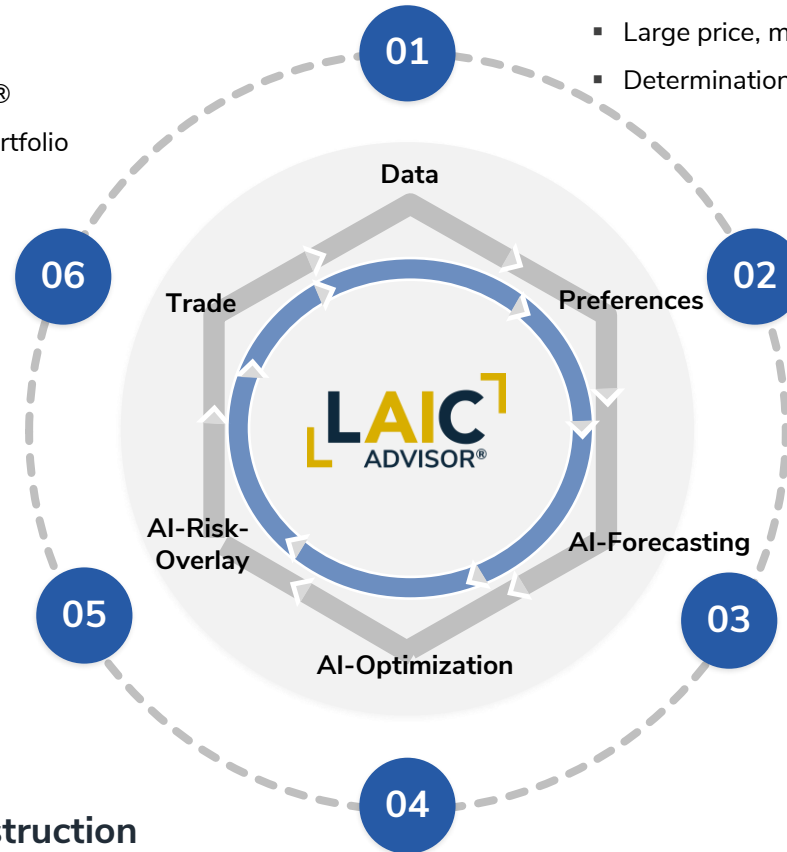 01
Large price, m
Determination
®
rtfolio
Data
06
02
Trade
Preferences
LAIC
ADVISOR®
AI-Risk-
Overlay
AI-Forecasting
05
03
AI-Optimization
04
struction